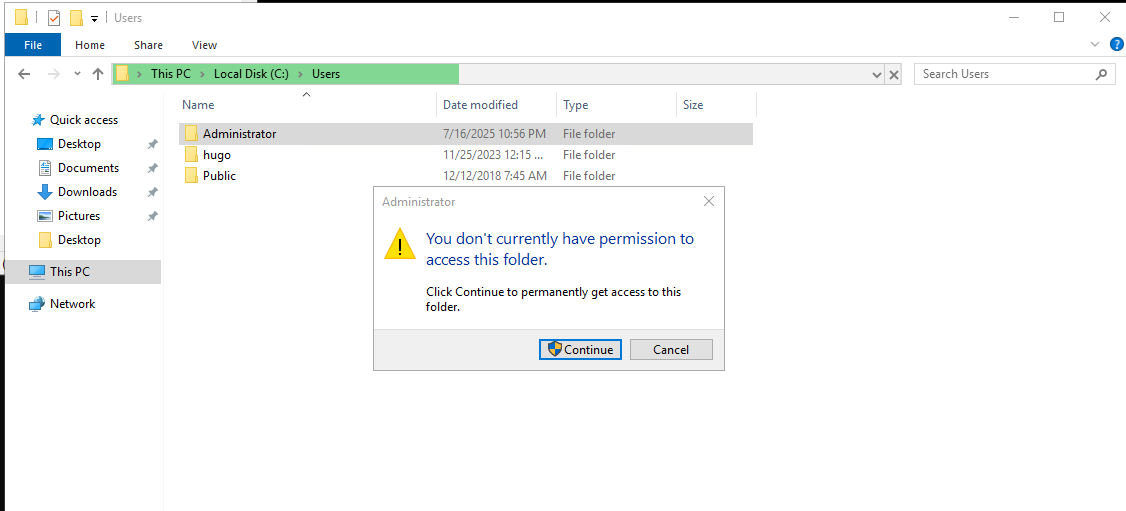 Users
File Home Share View
This PC Local Disk (C:) Users
Search Users
Name Date modified Type Size
Quick access
Desktop
Documents
Downloads
Pictures
Desktop
This PC
Network
Administrator 7/16/2025 10:56 PM File folder
hugo 11/25/2023 12:15 ... File folder
Public 12/12/2018 7:45 AM File folder
Administrator
You don't currently have permission to
access this folder.
Click Continue to permanently get access to this
folder.
Continue Cancel